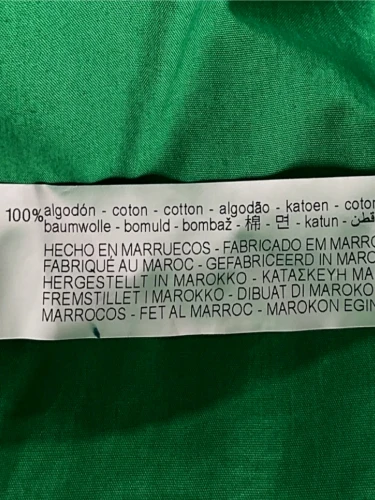 100% algodón - coton - cotton - algodão - katoen - coton
baumwolle - bomuld - bombaž - 棉 - 면 - katun - قطن
HECHO EN MARRUECOS - FABRICADO EM MARRO
FABRIQUÉ AU MAROC - GEFABRICEERD IN MARO
HERGESTELLT IN MAROKKO - ΚΑΤΑΣΚΕΥΗ ΜΑ
FREMSTILLET I MAROKKO - DIBUAT DI MAROKO
MARROCOS - FET AL MARROC - MAROKON EGIN